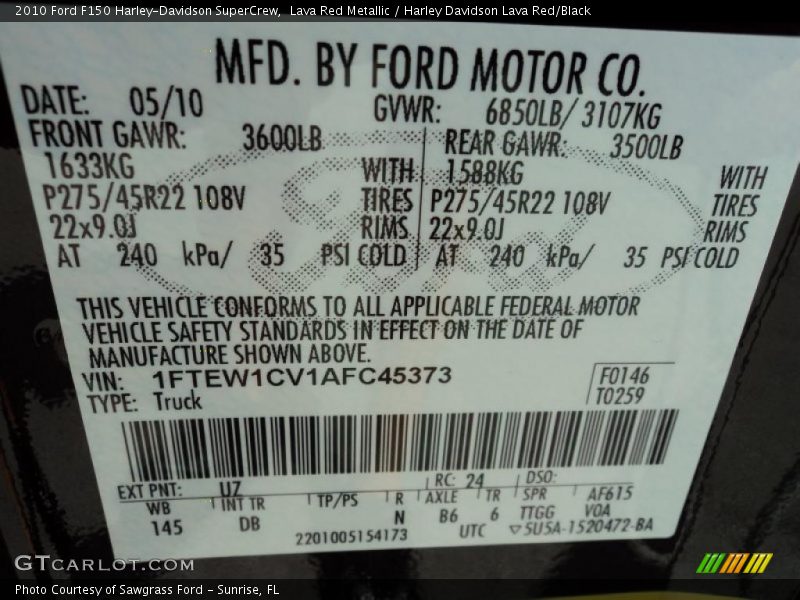 2010 Ford F150 Harley-Davidson SuperCrew,  Lava Red Metallic / Harley Davidson Lava Red/Black
MFD. BY FORD MOTOR CO.
DATE: 05/10 GVWR: 6850LB/ 3107KG
FRONT GAWR: 3600LB REAR GAWR: 3500LB
1633KG WITH 1588KG WITH
P275/45R22 108V TIRES P275/45R22 108V TIRES
22x9.0J RIMS 22x9.0J RIMS
AT 240 kPa/ 35 PSI COLD AT 240 kPa/ 35 PSI COLD
Ford
THIS VEHICLE CONFORMS TO ALL APPLICABLE FEDERAL MOTOR
VEHICLE SAFETY STANDARDS IN EFFECT ON THE DATE OF
MANUFACTURE SHOWN ABOVE.
VIN: 1FTEW1CV1AFC45373 F0146
TYPE: Truck T0259
EXT PNT: UZ RC: 24 DSO:
WB INT TR TP/PS R AXLE TR SPR AF615
145 DB N B6 6 TTGG VOA
2201005154173 UTC ▽5U5A-1520472-BA
GTCARLOT.COM
Photo Courtesy of Sawgrass Ford - Sunrise, FL